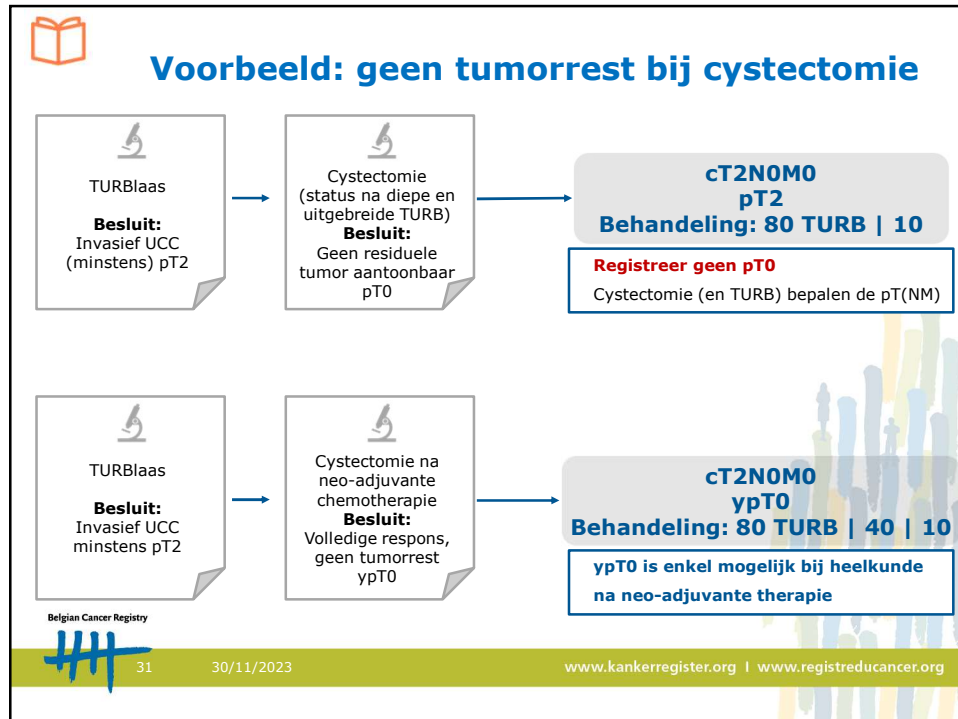 Voorbeeld: geen tumorrest bij cystectomie
TURBlaas
Besluit:
Invasief UCC
(minstens) pT2
Cystectomie
(status na diepe en
uitgebreide TURB)
Besluit:
Geen residuele
tumor aantoonbaar
pT0
cT2N0M0
pT2
Behandeling: 80 TURB | 10
Registreer geen pT0
Cystectomie (en TURB) bepalen de pT(NM)
TURBlaas
Besluit:
Invasief UCC
minstens pT2
Cystectomie na
neo-adjuvante
chemotherapie
Besluit:
Volledige respons,
geen tumorrest
ypT0
cT2N0M0
ypT0
Behandeling: 80 TURB | 40 | 10
ypT0 is enkel mogelijk bij heelkunde
na neo-adjuvante therapie
Belgian Cancer Registry
31 30/11/2023 www.kankerregister.org I www.registreducancer.org